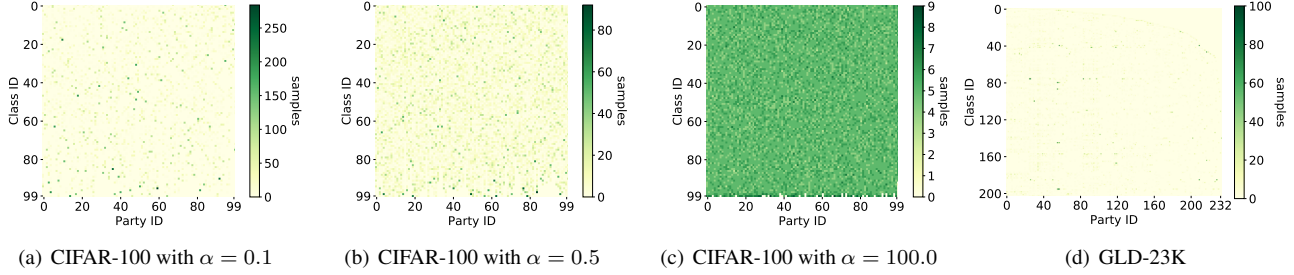 0
20
40
60
80
99
Class ID
0 20 40 60 80 99
Party ID
250
200
150
100
50
0
samples
(a) CIFAR-100 with α = 0.1
0
20
40
60
80
99
Class ID
0 20 40 60 80 99
Party ID
80
60
40
20
0
samples
(b) CIFAR-100 with α = 0.5
0
20
40
60
80
99
Class ID
0 20 40 60 80 99
Party ID
9
8
7
6
5
4
3
2
1
0
samples
(c) CIFAR-100 with α = 100.0
0
40
80
120
160
200
Class ID
0 40 80 120 160 200 232
Party ID
100
80
60
40
20
0
samples
(d) GLD-23K